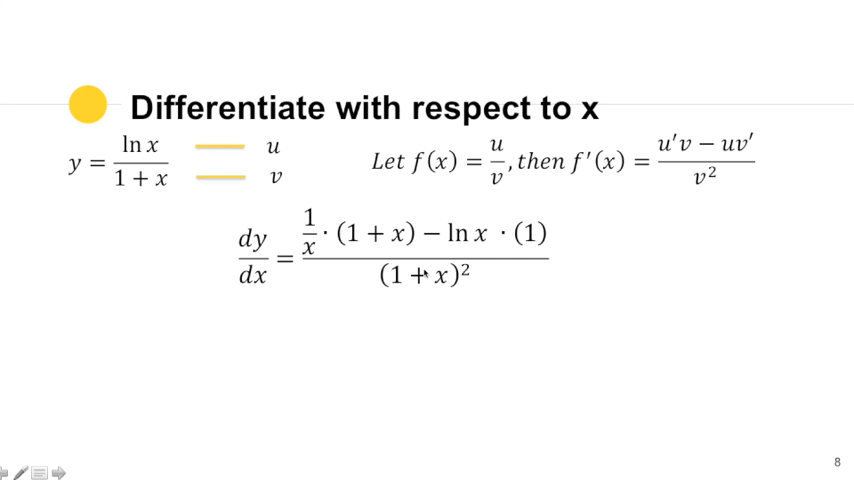 Differentiate with respect to x
y = ln x / 1 + x   u   v
Let f(x) = u/v, then f′(x) = (u′v − uv′) / v²
dy/dx = (1/x · (1 + x) − ln x · (1)) / (1 + x)²
8